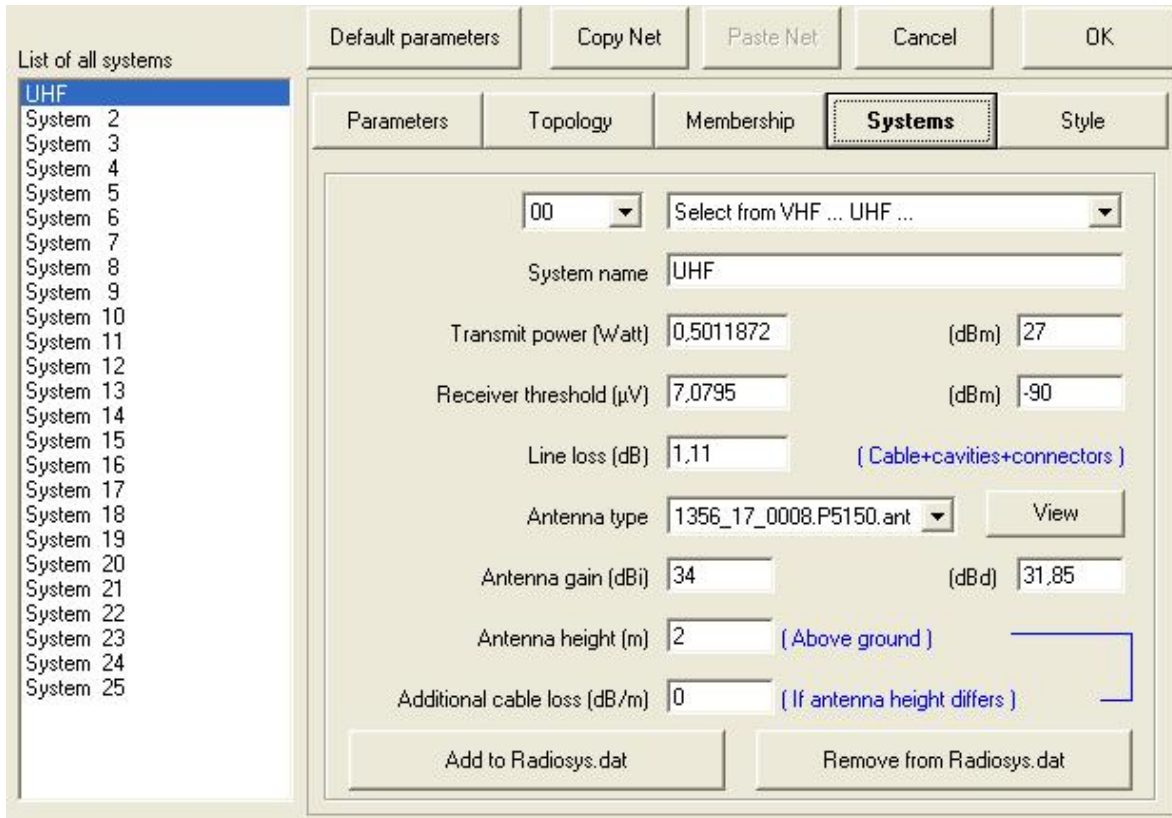 List of all systems
UHF
System 2
System 3
System 4
System 5
System 6
System 7
System 8
System 9
System 10
System 11
System 12
System 13
System 14
System 15
System 16
System 17
System 18
System 19
System 20
System 21
System 22
System 23
System 24
System 25
Default parameters Copy Net Paste Net Cancel OK
Parameters Topology Membership Systems Style
00 Select from VHF ... UHF ...
System name UHF
Transmit power (Watt) 0,5011872 (dBm) 27
Receiver threshold (µV) 7,0795 (dBm) -90
Line loss (dB) 1,11 ( Cable+cavities+connectors )
Antenna type 1356_17_0008.P5150.ant View
Antenna gain (dBi) 34 (dBd) 31,85
Antenna height (m) 2 ( Above ground )
Additional cable loss (dB/m) 0 ( If antenna height differs )
Add to Radiosys.dat Remove from Radiosys.dat